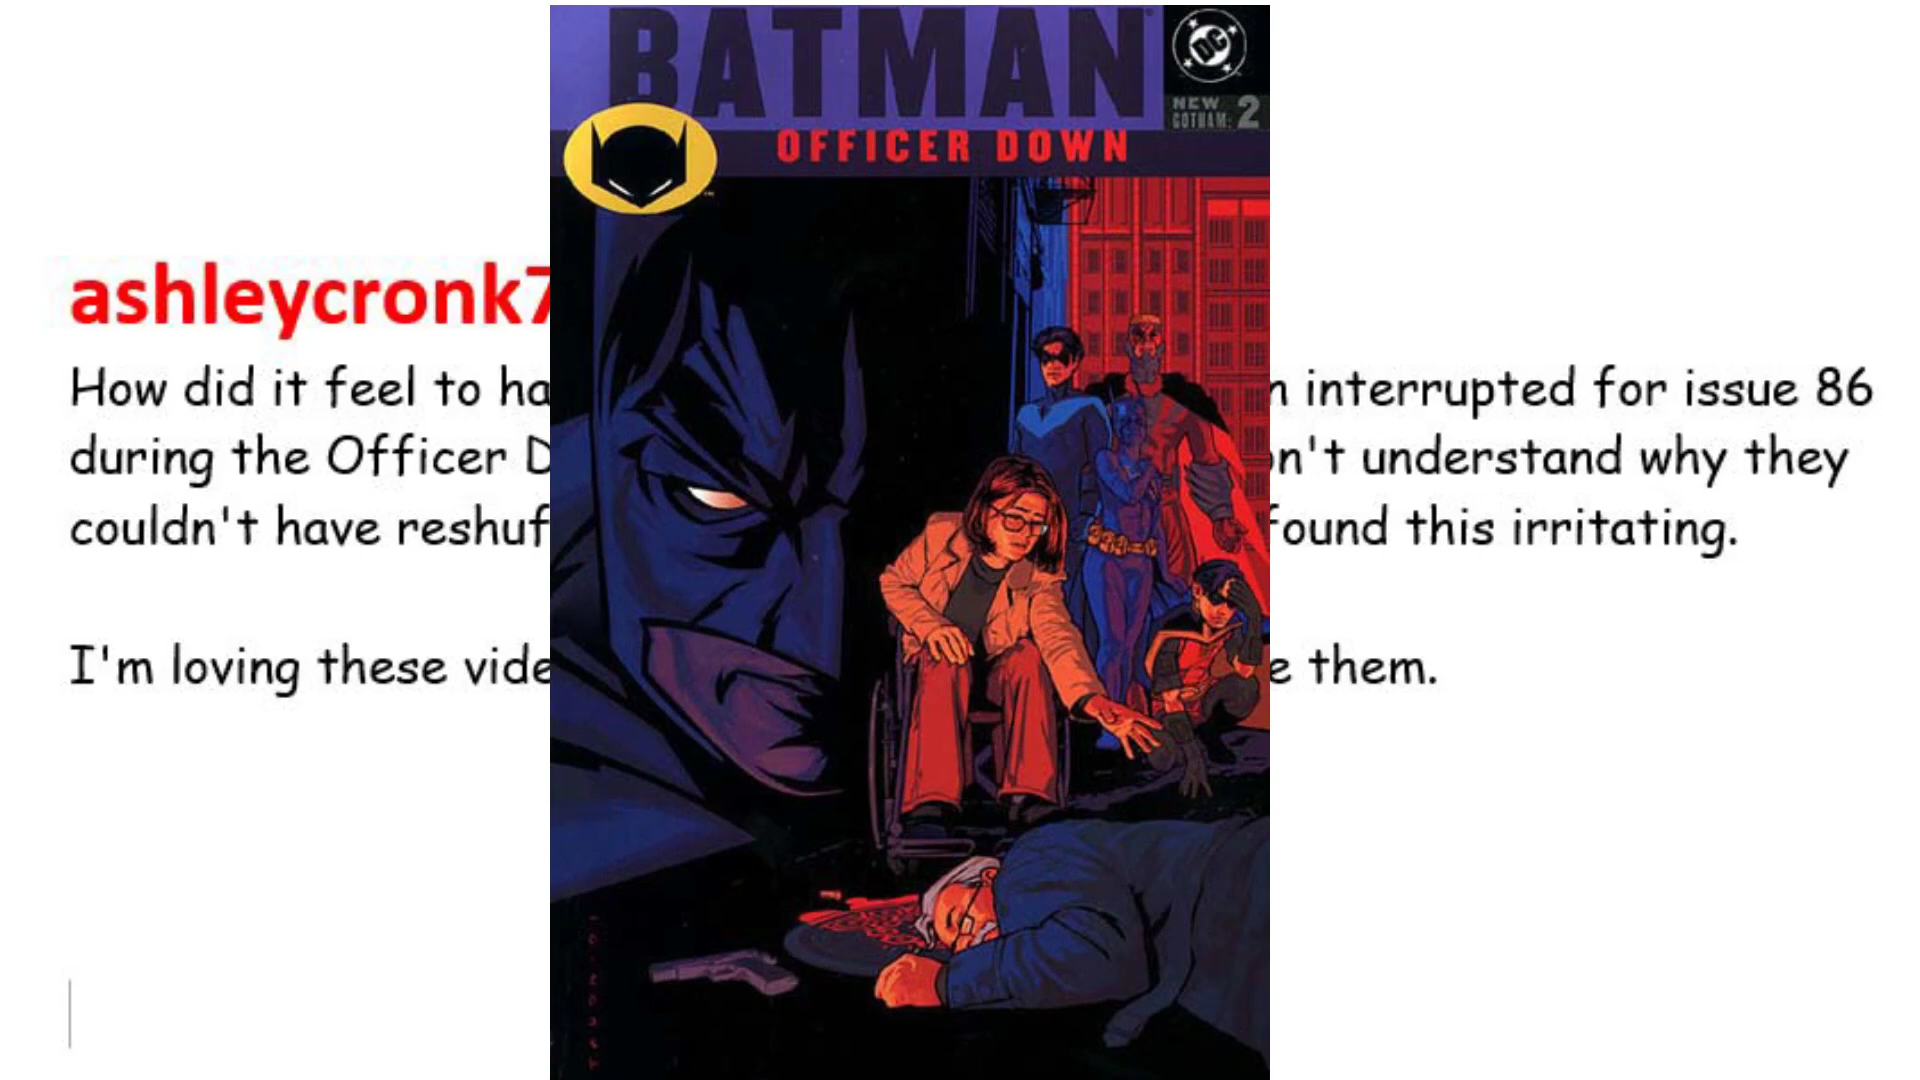 BATMAN
DC
NEW
GOTHAM: 2
OFFICER DOWN
ashleycronk7
How did it feel to ha
interrupted for issue 86
during the Officer
n't understand why they
couldn't have reshuf
found this irritating.
I'm loving these vide
e them.